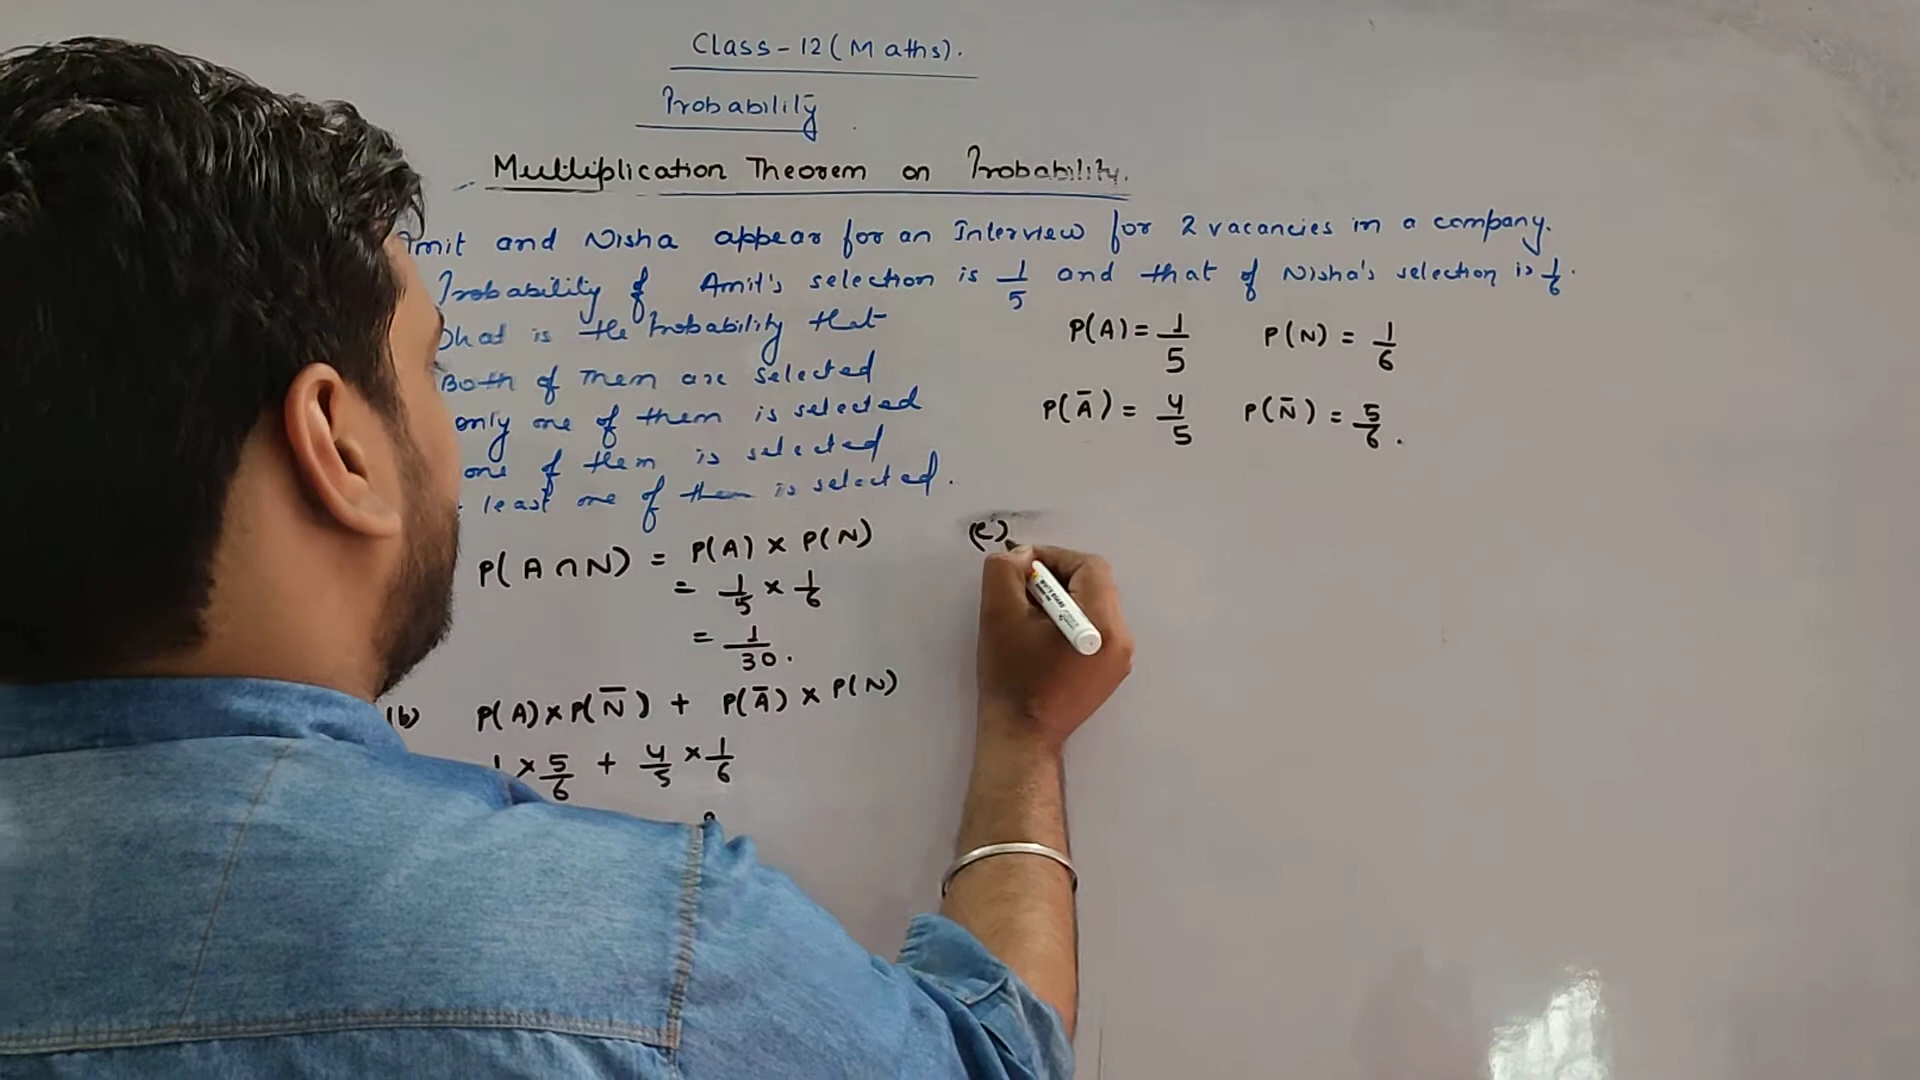 Class-12 (Maths).
Probability
Multiplication Theorem on Probability.
Amit and Nisha appear for an Interview for 2 vacancies in a company.
Probability of Amit's selection is 1/5 and that of Nisha's selection is 1/6.
What is the Probability that
Both of Them are selected
only one of them is selected
one of them is selected
least one of them is selected.
P(A) = 1/5 P(N) = 1/6
P(A̅) = 4/5 P(N̅) = 5/6.
P(A∩N) = P(A) × P(N)
= 1/5 × 1/6
= 1/30.
(b) P(A)×P(N̅) + P(A̅) × P(N)
× 5/6 + 4/5 × 1/6
(c)